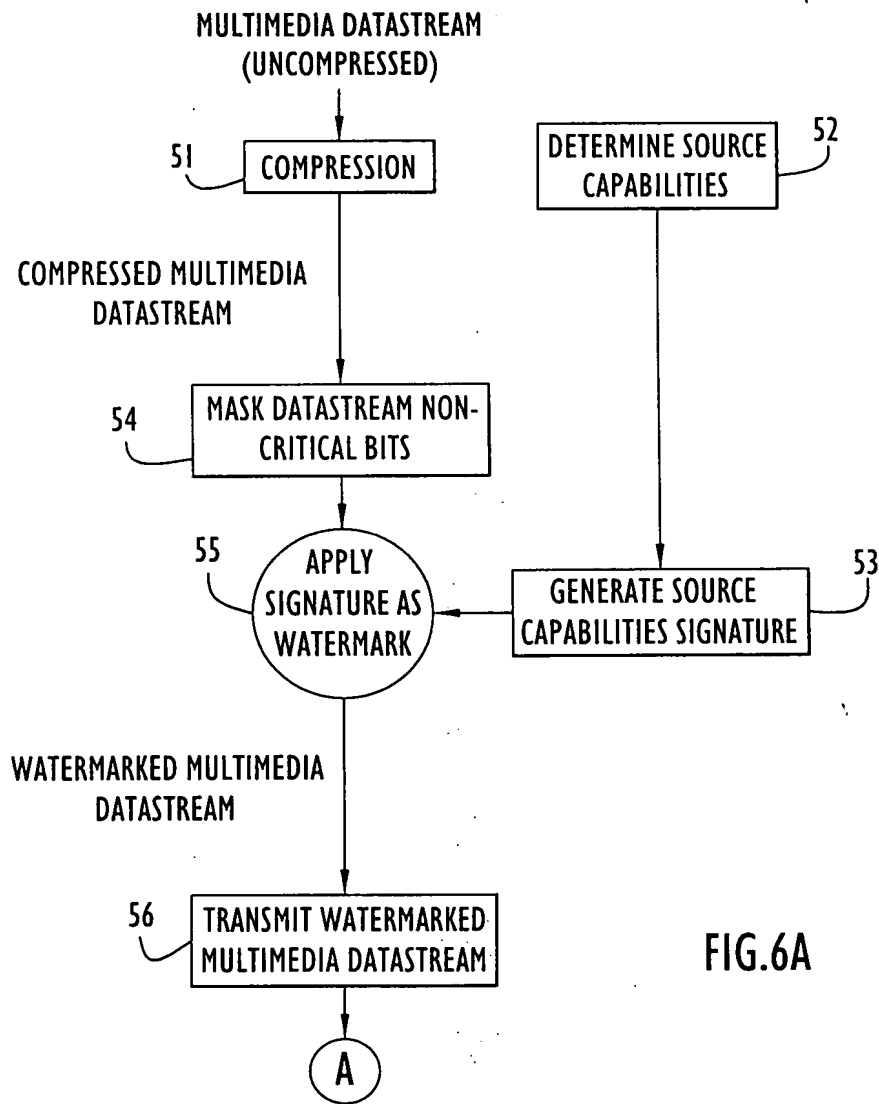 MULTIMEDIA DATASTREAM
(UNCOMPRESSED)
51
COMPRESSION
52
DETERMINE SOURCE
CAPABILITIES
COMPRESSED MULTIMEDIA
DATASTREAM
54
MASK DATASTREAM NON-
CRITICAL BITS
55
APPLY
SIGNATURE AS
WATERMARK
53
GENERATE SOURCE
CAPABILITIES SIGNATURE
WATERMARKED MULTIMEDIA
DATASTREAM
56
TRANSMIT WATERMARKED
MULTIMEDIA DATASTREAM
FIG.6A
A